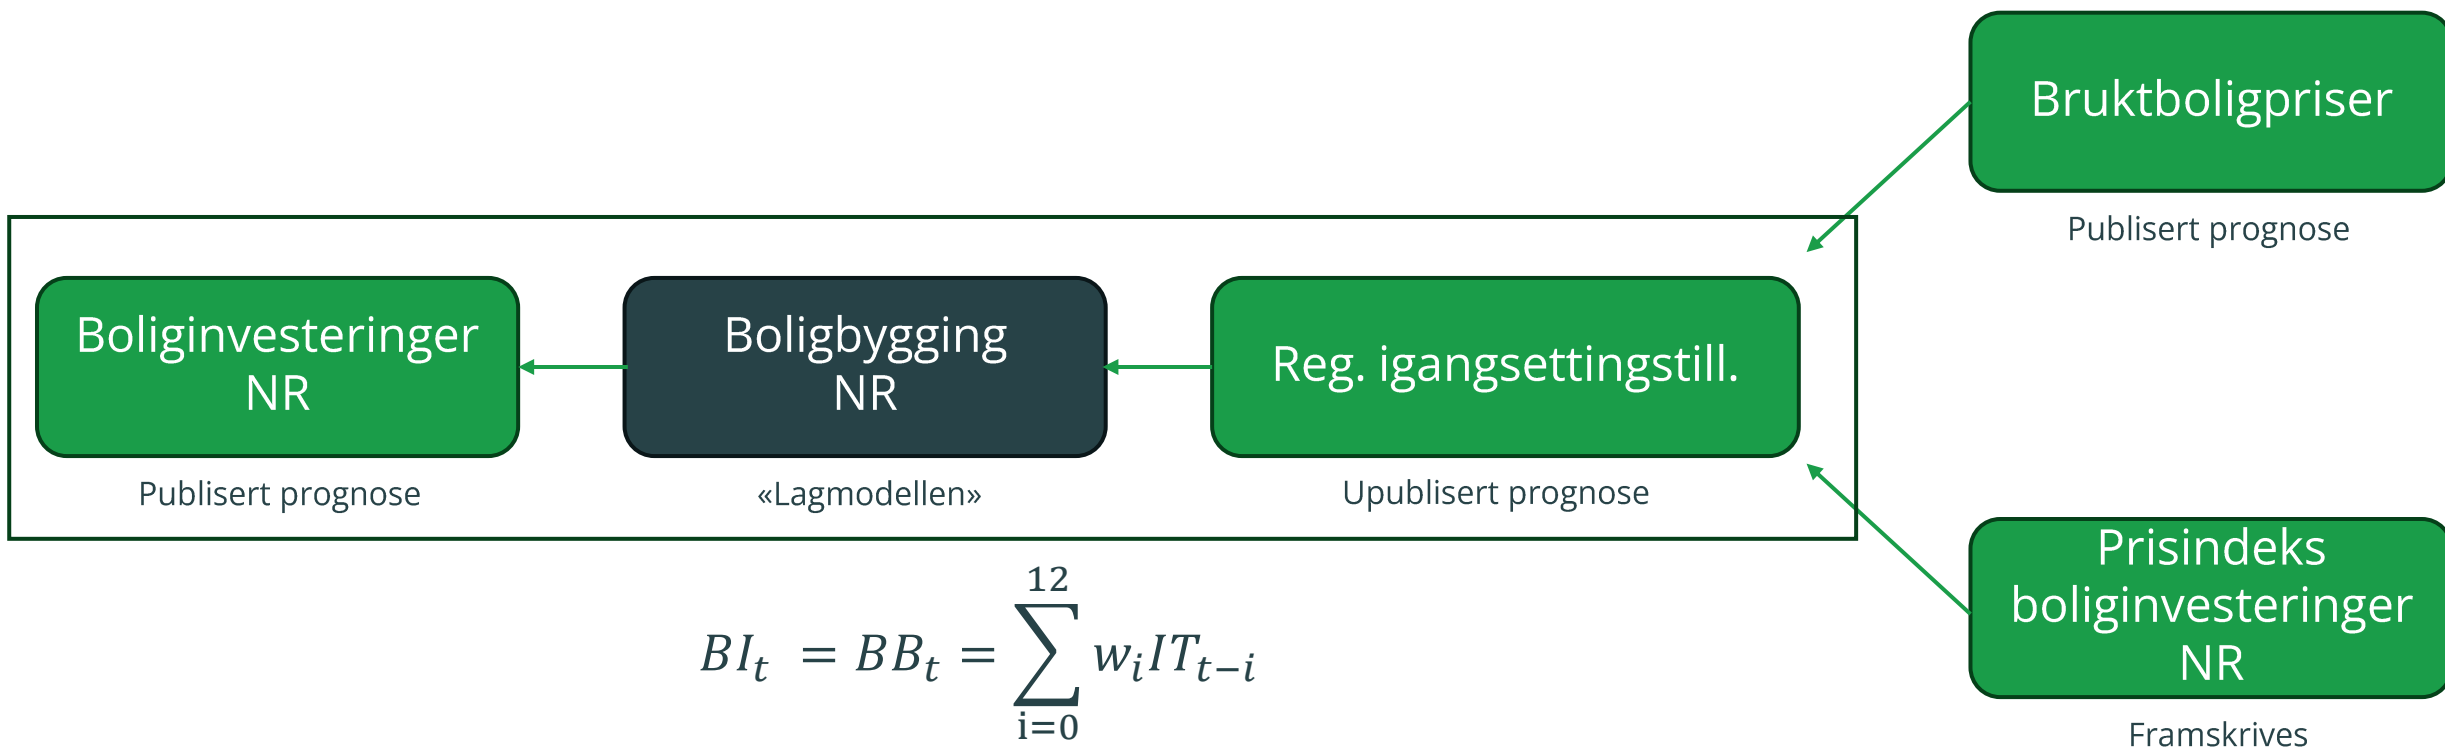 Bruktboligpriser
Publisert prognose
Boliginvesteringer
NR
Publisert prognose
Boligbygging
NR
«Lagmodellen»
Reg. igangsettingstill.
Upublisert prognose
Prisindeks
boliginvesteringer
NR
Framskrives
$BI_t = BB_t = \sum_{i=0}^{12} w_i IT_{t-i}$